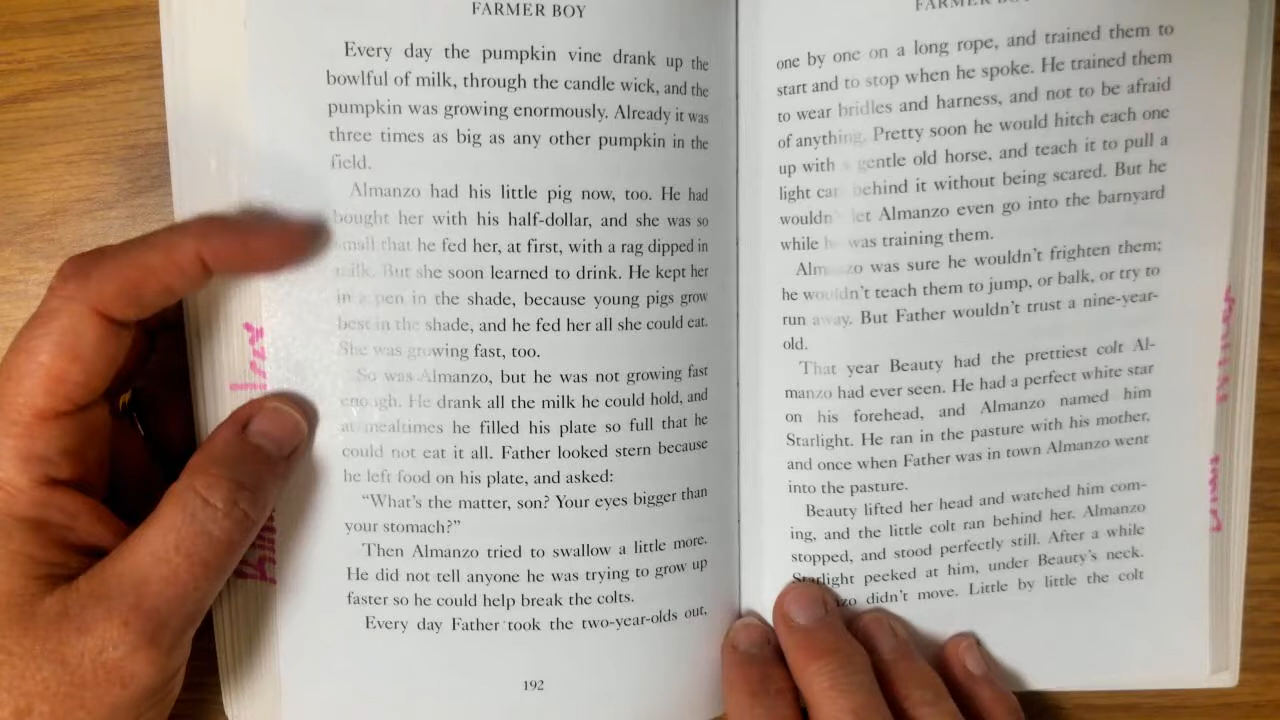 FARMER BOY
Every day the pumpkin vine drank up the
bowlful of milk, through the candle wick, and the
pumpkin was growing enormously. Already it was
three times as big as any other pumpkin in the
field.
Almanzo had his little pig now, too. He had
bought her with his half-dollar, and she was so
small that he fed her, at first, with a rag dipped in
milk. But she soon learned to drink. He kept her
in a pen in the shade, because young pigs grow
best in the shade, and he fed her all she could eat.
She was growing fast, too.
So was Almanzo, but he was not growing fast
enough. He drank all the milk he could hold, and
at mealtimes he filled his plate so full that he
could not eat it all. Father looked stern because
he left food on his plate, and asked:
“What’s the matter, son? Your eyes bigger than
your stomach?”
Then Almanzo tried to swallow a little more.
He did not tell anyone he was trying to grow up
faster so he could help break the colts.
Every day Father took the two-year-olds out,
192
FARMER
one by one on a long rope, and trained them to
start and to stop when he spoke. He trained them
to wear bridles and harness, and not to be afraid
of anything. Pretty soon he would hitch each one
up with a gentle old horse, and teach it to pull a
light car behind it without being scared. But he
wouldn't let Almanzo even go into the barnyard
while he was training them.
Almanzo was sure he wouldn’t frighten them;
he wouldn’t teach them to jump, or balk, or try to
run away. But Father wouldn’t trust a nine-year-
old.
That year Beauty had the prettiest colt Al-
manzo had ever seen. He had a perfect white star
on his forehead, and Almanzo named him
Starlight. He ran in the pasture with his mother,
and once when Father was in town Almanzo went
into the pasture.
Beauty lifted her head and watched him com-
ing, and the little colt ran behind her. Almanzo
stopped, and stood perfectly still. After a while
Starlight peeked at him, under Beauty’s neck.
didn’t move. Little by little the colt